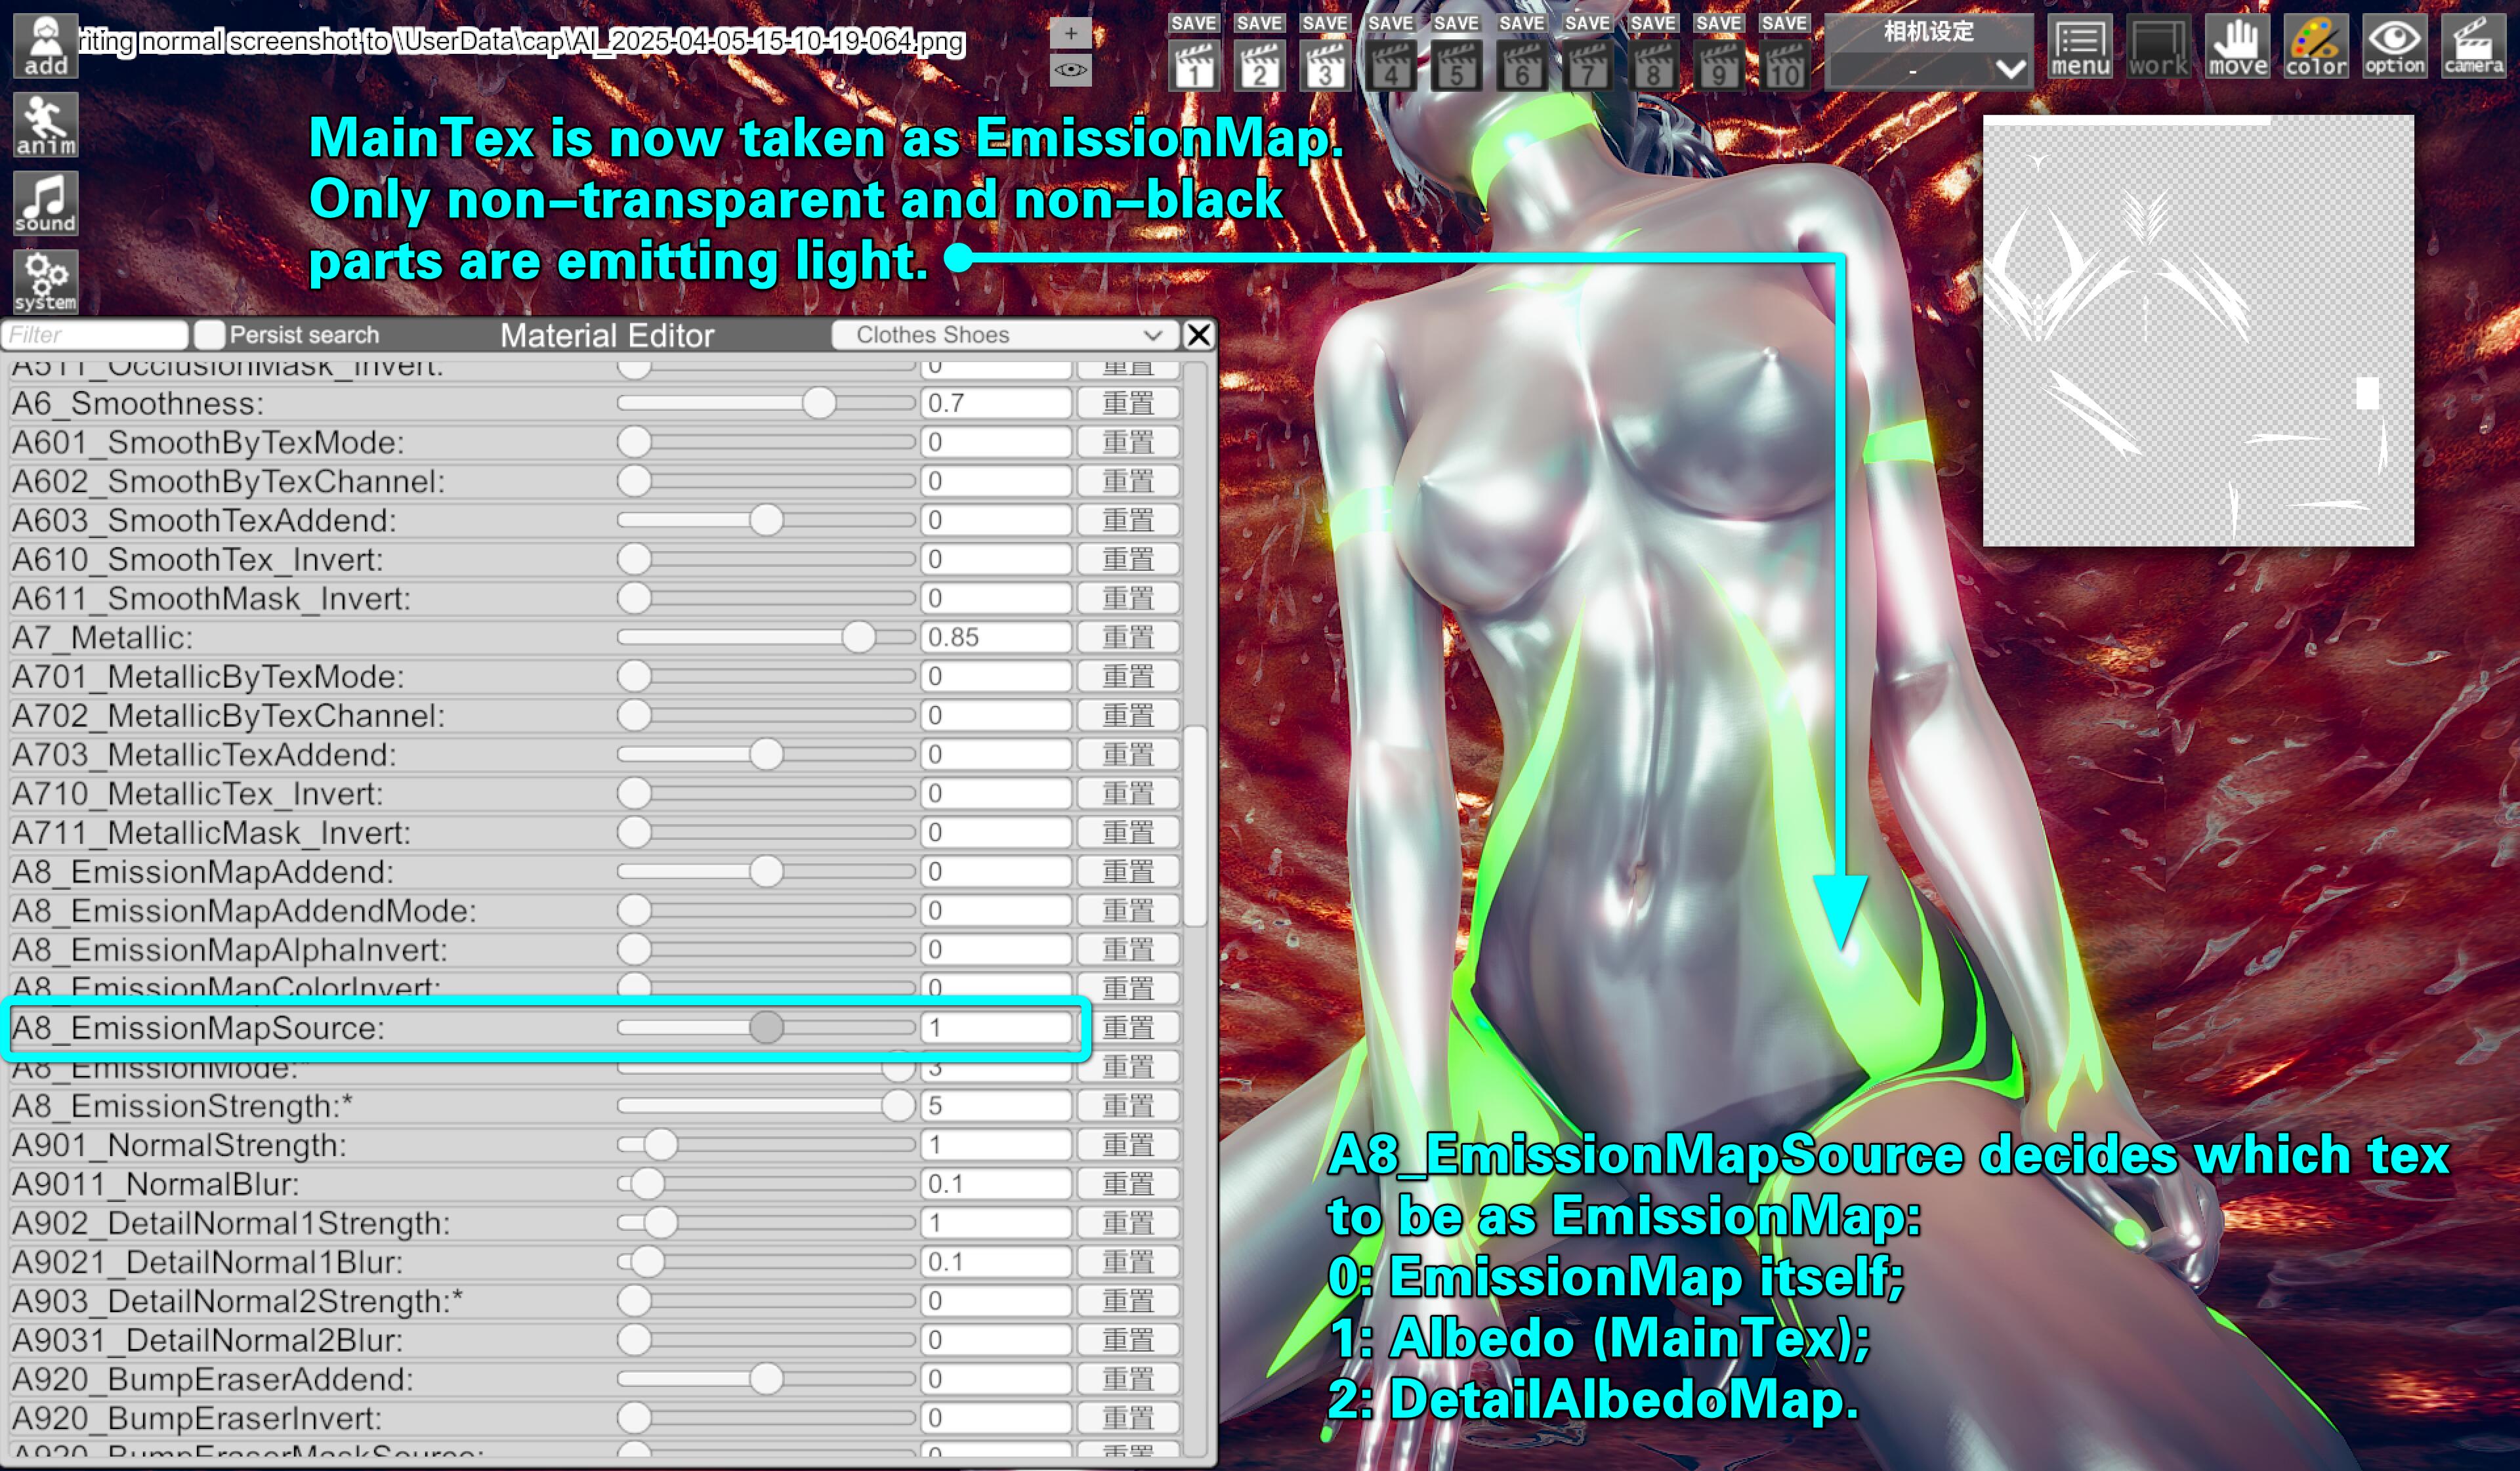 riting normal screenshot to \UserData\cap\AI_2025-04-05-15-10-19-064.png
add
anim
sound
system
+
SAVE SAVE SAVE SAVE SAVE SAVE SAVE SAVE SAVE SAVE
1 2 3 4 5 6 7 8 9 10
相机设定
-
menu
work
move
color
option
camera
MainTex is now taken as EmissionMap.
Only non-transparent and non-black
parts are emitting light.
Filter
Persist search
Material Editor
Clothes Shoes
A511_OcclusionMask_Invert: 0 重置
A6_Smoothness: 0.7 重置
A601_SmoothByTexMode: 0 重置
A602_SmoothByTexChannel: 0 重置
A603_SmoothTexAddend: 0 重置
A610_SmoothTex_Invert: 0 重置
A611_SmoothMask_Invert: 0 重置
A7_Metallic: 0.85 重置
A701_MetallicByTexMode: 0 重置
A702_MetallicByTexChannel: 0 重置
A703_MetallicTexAddend: 0 重置
A710_MetallicTex_Invert: 0 重置
A711_MetallicMask_Invert: 0 重置
A8_EmissionMapAddend: 0 重置
A8_EmissionMapAddendMode: 0 重置
A8_EmissionMapAlphaInvert: 0 重置
A8_EmissionMapColorInvert: 0 重置
A8_EmissionMapSource: 1 重置
A8_EmissionMode:* 3 重置
A8_EmissionStrength:* 5 重置
A901_NormalStrength: 1 重置
A9011_NormalBlur: 0.1 重置
A902_DetailNormal1Strength: 1 重置
A9021_DetailNormal1Blur: 0.1 重置
A903_DetailNormal2Strength:* 0 重置
A9031_DetailNormal2Blur: 0 重置
A920_BumpEraserAddend: 0 重置
A920_BumpEraserInvert: 0 重置
A920_BumpEraserMaskSource: 0 重置
A8_EmissionMapSource decides which tex
to be as EmissionMap:
0: EmissionMap itself;
1: Albedo (MainTex);
2: DetailAlbedoMap.